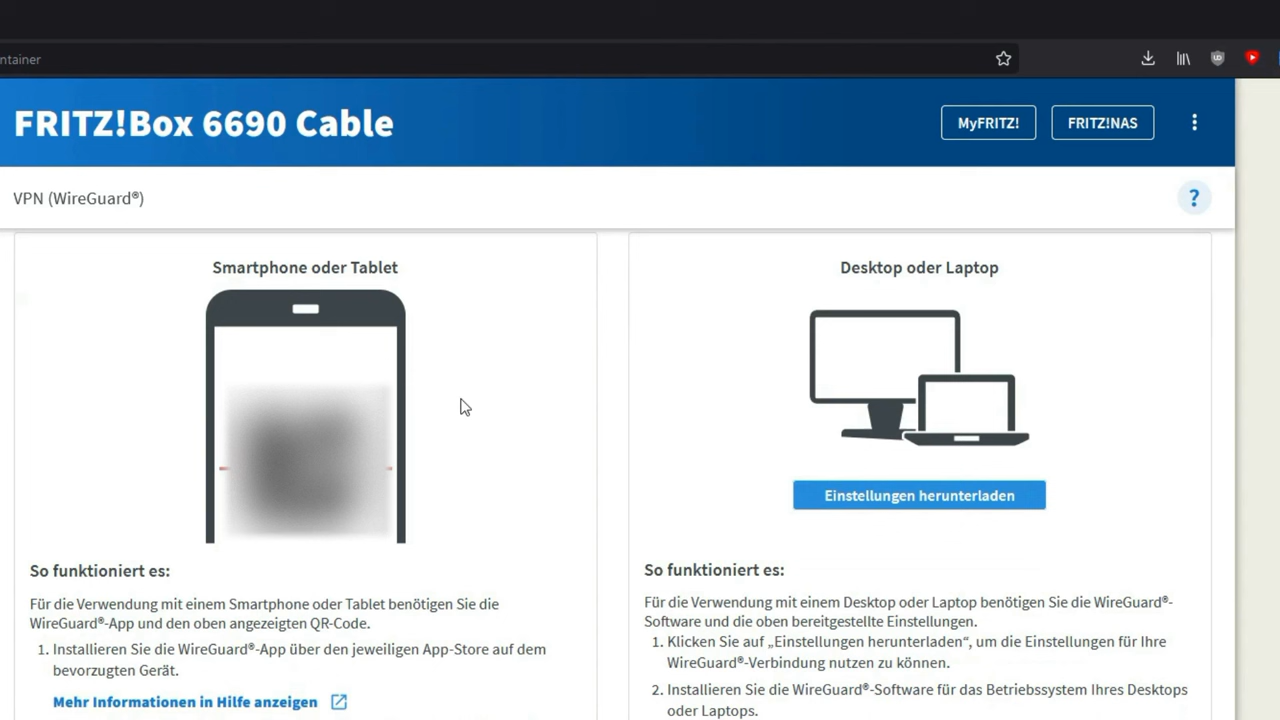 ntainer
FRITZ!Box 6690 Cable
MyFRITZ!
FRITZ!NAS
VPN (WireGuard®)
?
Smartphone oder Tablet
So funktioniert es:
Für die Verwendung mit einem Smartphone oder Tablet benötigen Sie die
WireGuard®-App und den oben angezeigten QR-Code.
1. Installieren Sie die WireGuard®-App über den jeweiligen App-Store auf dem
bevorzugten Gerät.
Mehr Informationen in Hilfe anzeigen
Desktop oder Laptop
Einstellungen herunterladen
So funktioniert es:
Für die Verwendung mit einem Desktop oder Laptop benötigen Sie die WireGuard®-
Software und die oben bereitgestellte Einstellungen.
1. Klicken Sie auf „Einstellungen herunterladen“, um die Einstellungen für Ihre
WireGuard®-Verbindung nutzen zu können.
2. Installieren Sie die WireGuard®-Software für das Betriebssystem Ihres Desktops
oder Laptops.